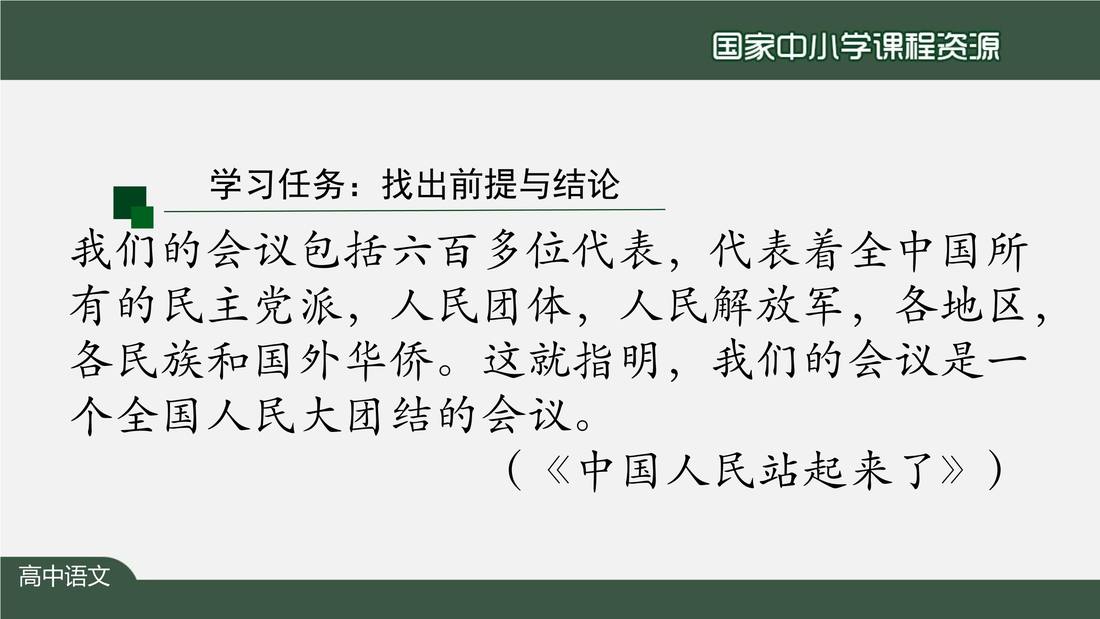 国家中小学课程资源
学习任务：找出前提与结论
我们的会议包括六百多位代表，代表着全中国所
有的民主党派，人民团体，人民解放军，各地区，
各民族和国外华侨。这就指明，我们的会议是一
个全国人民大团结的会议。
（《中国人民站起来了》）
高中语文